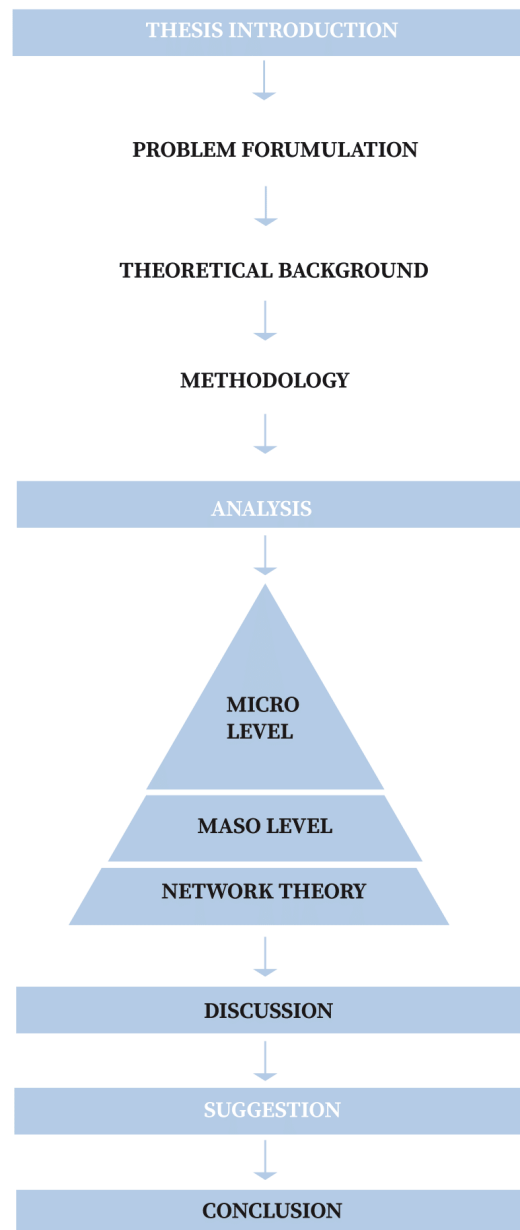 THESIS INTRODUCTION
PROBLEM FORUMULATION
THEORETICAL BACKGROUND
METHODOLOGY
ANALYSIS
MICRO
LEVEL
MASO LEVEL
NETWORK THEORY
DISCUSSION
SUGGESTION
CONCLUSION